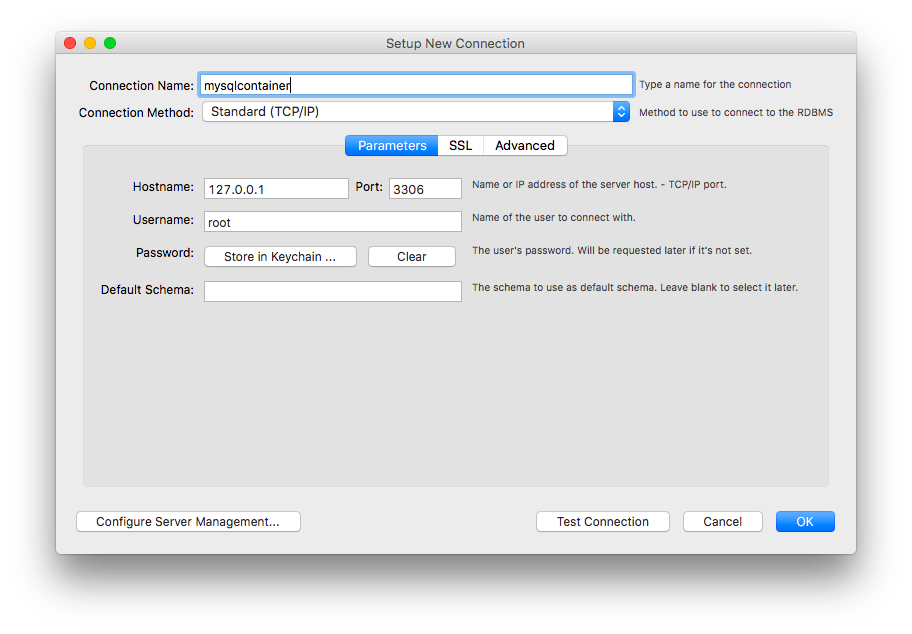 Setup New Connection
Connection Name: mysqlcontainer Type a name for the connection
Connection Method: Standard (TCP/IP) Method to use to connect to the RDBMS
Parameters SSL Advanced
Hostname: 127.0.0.1 Port: 3306 Name or IP address of the server host. - TCP/IP port.
Username: root Name of the user to connect with.
Password: Store in Keychain ... Clear The user's password. Will be requested later if it's not set.
Default Schema: The schema to use as default schema. Leave blank to select it later.
Configure Server Management... Test Connection Cancel OK